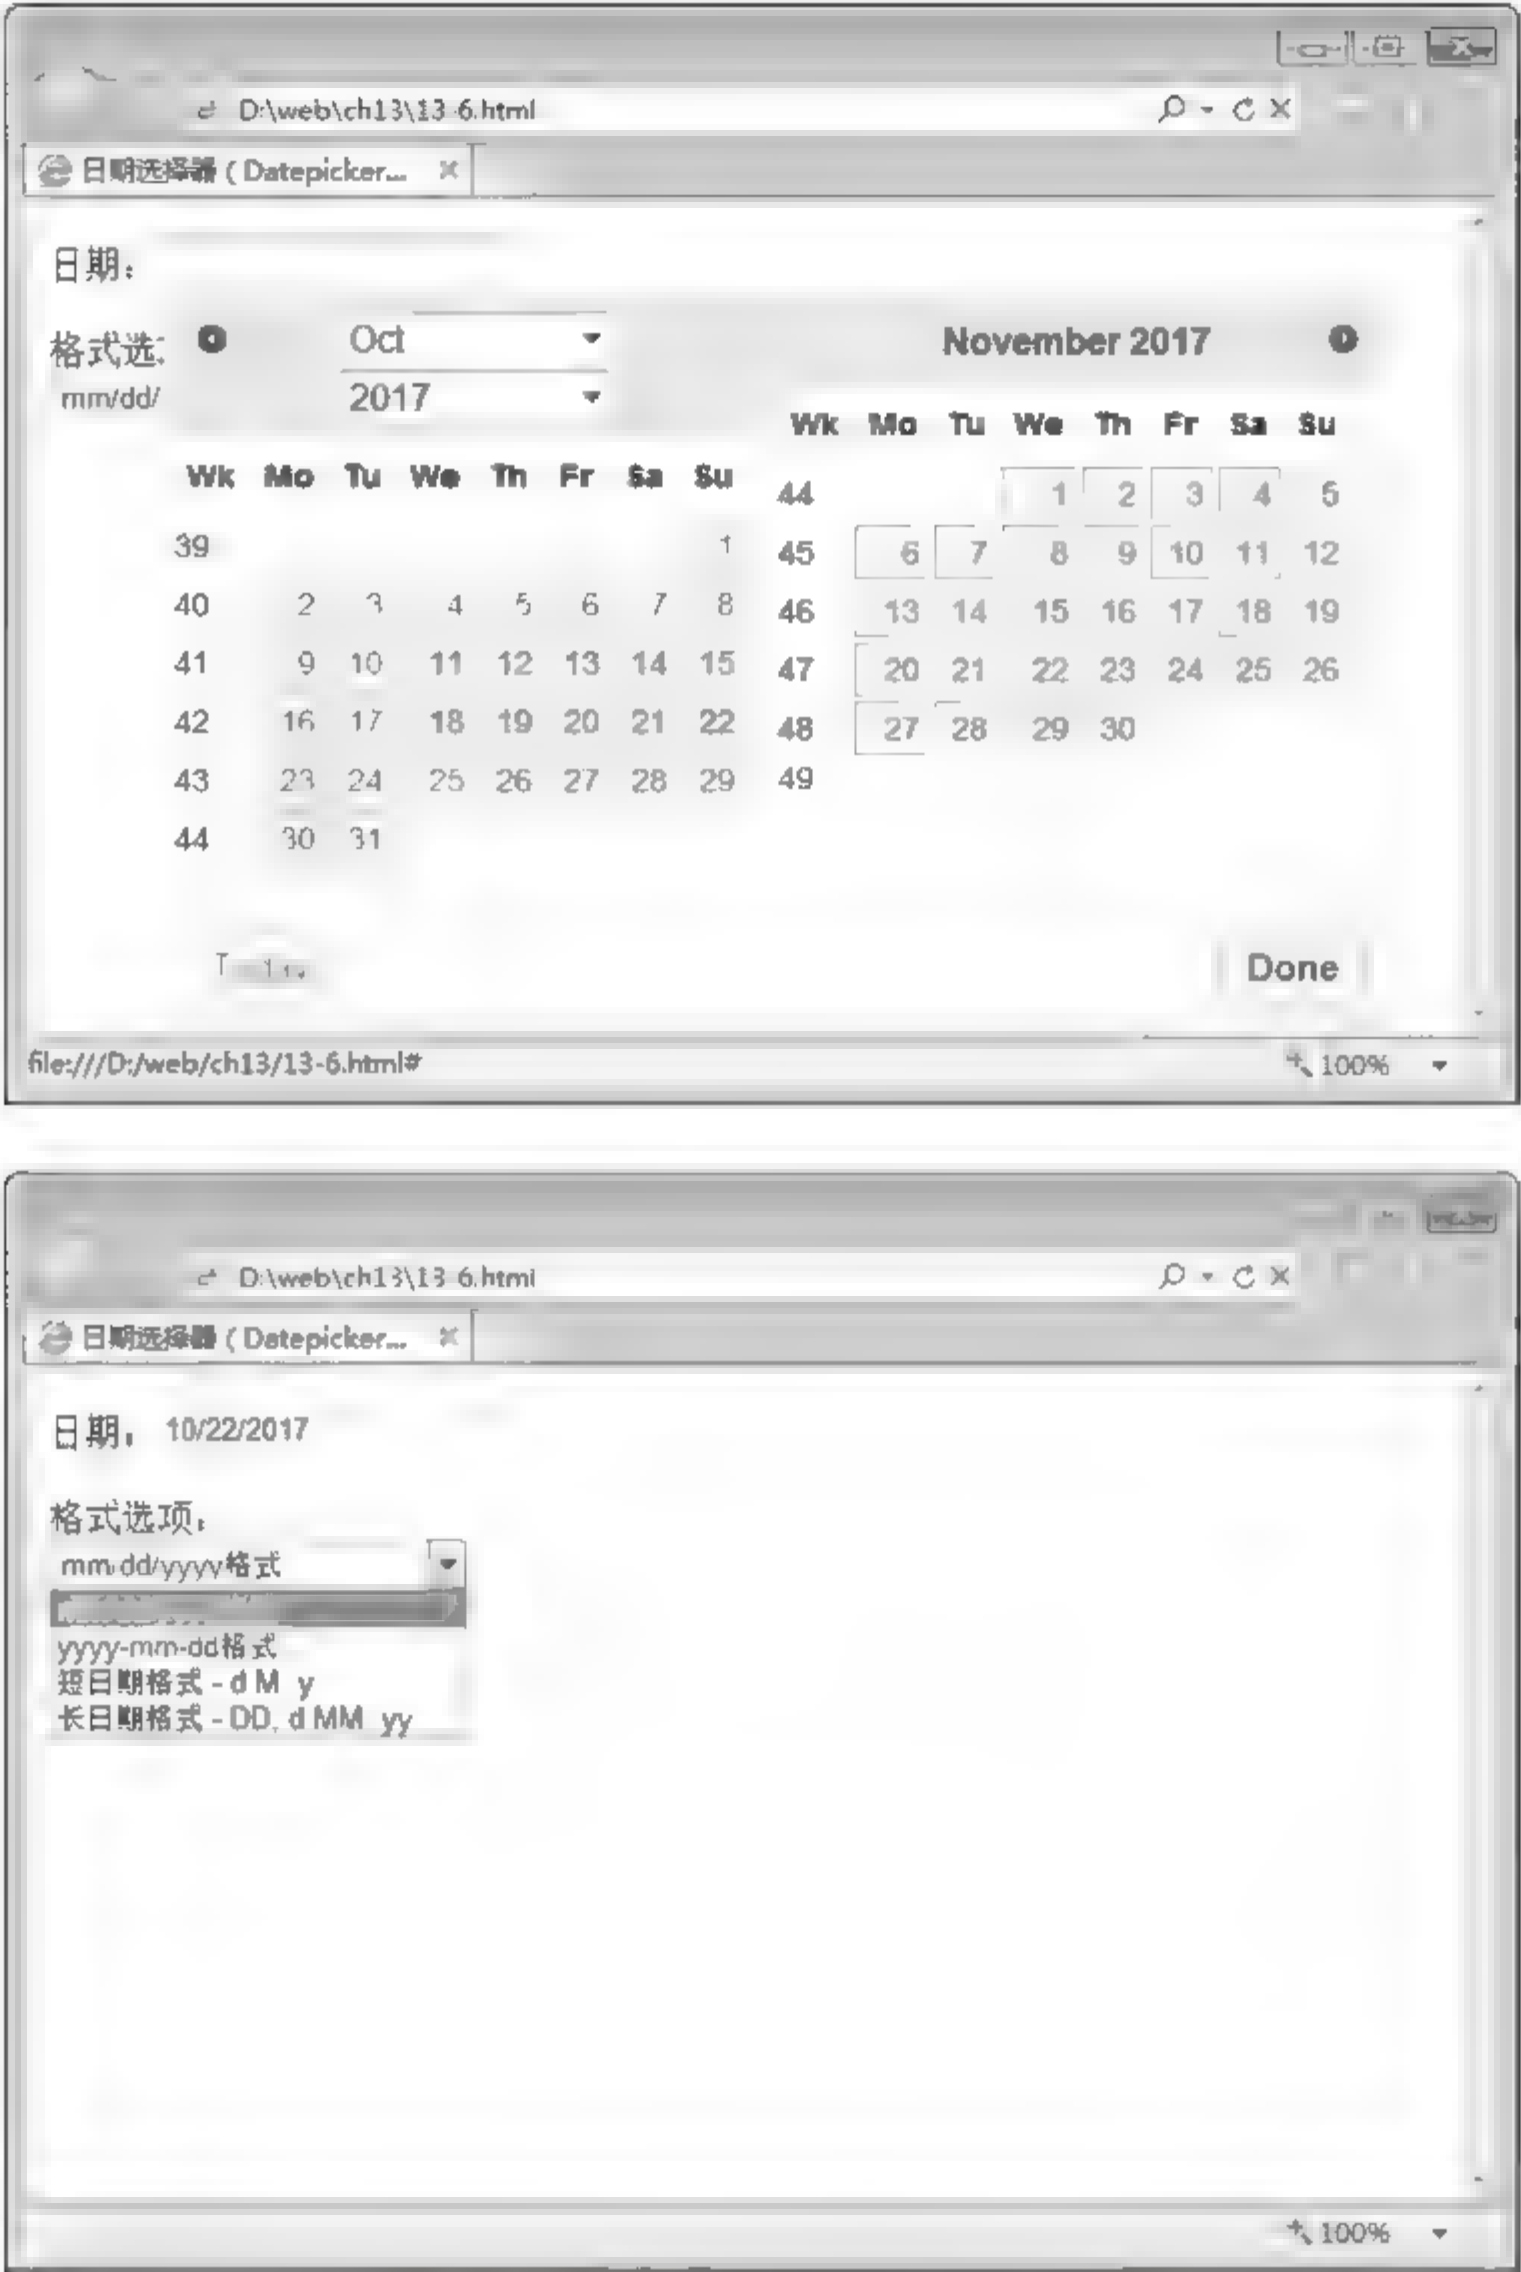 D:\web\ch13\13-6.html
日期选择器 ( Datepicker...
日期：
格式选
mm/dd/
Oct
2017
Wk Mo Tu We Th Fr Sa Su
39 1
40 2 3 4 5 6 7 8
41 9 10 11 12 13 14 15
42 16 17 18 19 20 21 22
43 23 24 25 26 27 28 29
44 30 31
November 2017
Wk Mo Tu We Th Fr Sa Su
44 1 2 3 4 5
45 6 7 8 9 10 11 12
46 13 14 15 16 17 18 19
47 20 21 22 23 24 25 26
48 27 28 29 30
49
Done
file:///D:/web/ch13/13-6.html#
100%
D:\web\ch13\13-6.html
日期选择器 ( Datepicker...
日期： 10/22/2017
格式选项：
mm/dd/yyyy格式
yyyy-mm-dd格式
短日期格式 - d M y
长日期格式 - DD, d MM yy
100%